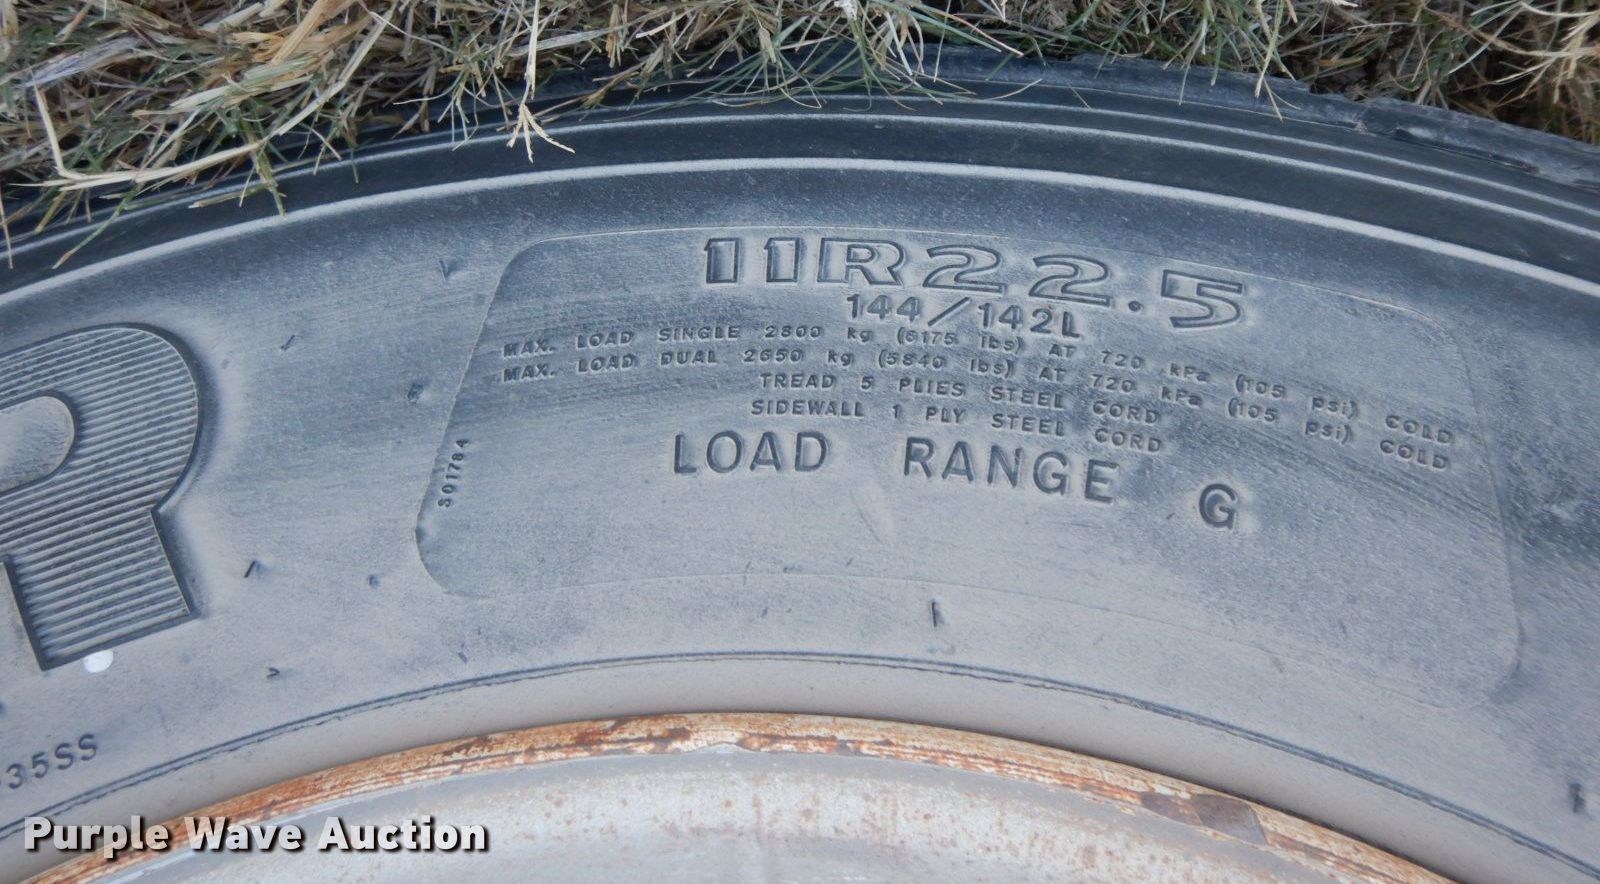 11R22.5
144/142L
MAX. LOAD SINGLE 2800 kg (6175 lbs) AT 720 kPa (105 psi) COLD
MAX. LOAD DUAL 2650 kg (5840 lbs) AT 720 kPa (105 psi) COLD
TREAD 5 PLIES STEEL CORD
SIDEWALL 1 PLY STEEL CORD
LOAD RANGE G
S01784
R
35SS
Purple Wave Auction